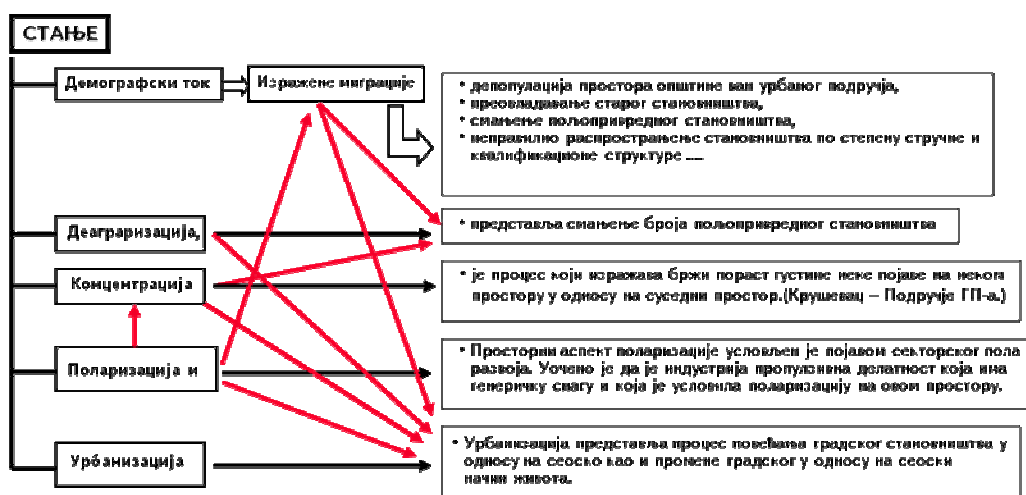 СТАЊЕ
Демографски ток
Изражене миграције
• депопулација простора општине ван урбаног подручја,
• преовладавање старог становништва,
• смањење пољопривредног становништва,
• неправилно распрострањење становништва по степену стручне и
квалификационе структуре ....
Деаграризација,
• представља смањење броја пољопривредног становништва
Концентрација
• је процес који изражава бржи пораст густине неке појаве на неком
простору у односу на суседни простор.(Крушевац – Подручје ГП-а.)
Поларизација и
• Просторни аспект поларизације условљен је појавом секторског пола
развоја. Уочено је да је индустрија пропулзивна делатност која има
генеричку снагу и која је условила поларизацију на овом простору.
Урбанизација
• Урбанизација представља процес повећања градског становништва у
односу на сеоско као и промене градског у односу на сеоски
начин живота.